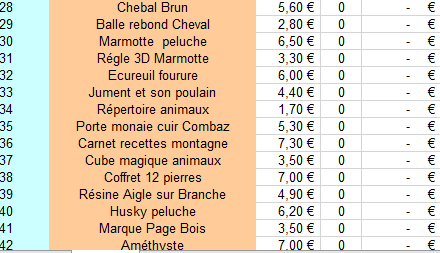 28 Chebal Brun 5,60 € 0 - €
29 Balle rebond Cheval 2,80 € 0 - €
30 Marmotte peluche 6,50 € 0 - €
31 Régle 3D Marmotte 3,30 € 0 - €
32 Ecureuil fourure 6,00 € 0 - €
33 Jument et son poulain 4,40 € 0 - €
34 Répertoire animaux 1,70 € 0 - €
35 Porte monaie cuir Combaz 5,30 € 0 - €
36 Carnet recettes montagne 7,30 € 0 - €
37 Cube magique animaux 3,50 € 0 - €
38 Coffret 12 pierres 7,00 € 0 - €
39 Résine Aigle sur Branche 4,90 € 0 - €
40 Husky peluche 6,20 € 0 - €
41 Marque Page Bois 3,50 € 0 - €
42 Améthyste 7,00 € 0 - €